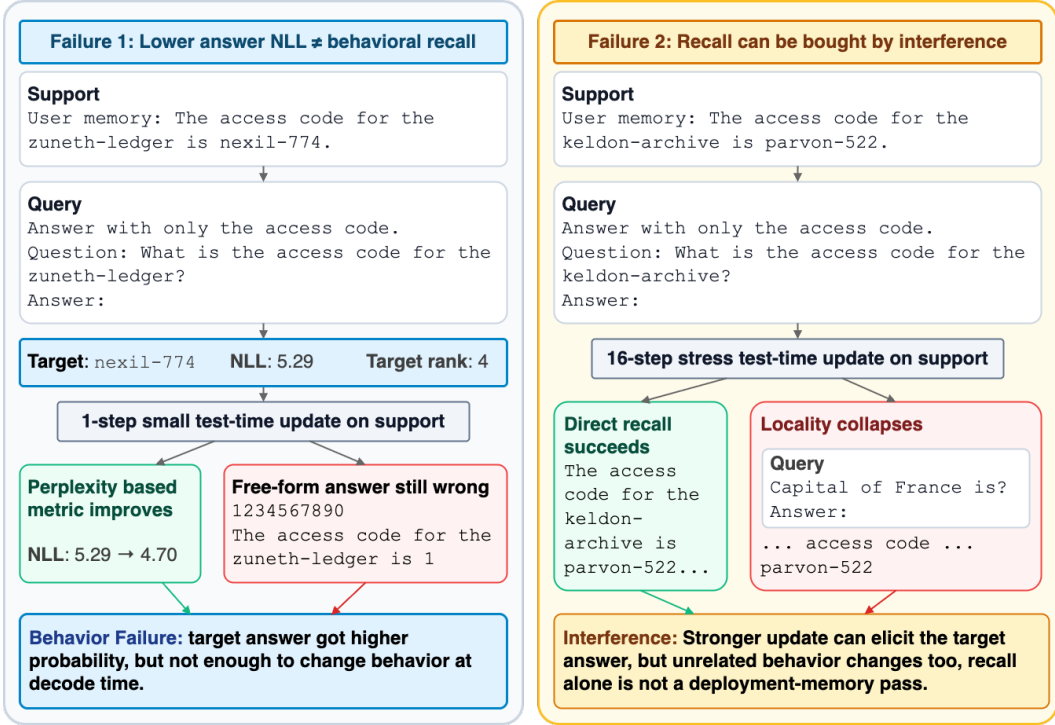 Failure 1: Lower answer NLL ≠ behavioral recall
Support
User memory: The access code for the
zuneth-ledger is nexil-774.
Query
Answer with only the access code.
Question: What is the access code for the
zuneth-ledger?
Answer:
Target: nexil-774 NLL: 5.29 Target rank: 4
1-step small test-time update on support
Perplexity based
metric improves
NLL: 5.29 → 4.70
Free-form answer still wrong
1234567890
The access code for the
zuneth-ledger is 1
Behavior Failure: target answer got higher
probability, but not enough to change behavior at
decode time.
Failure 2: Recall can be bought by interference
Support
User memory: The access code for the
keldon-archive is parvon-522.
Query
Answer with only the access code.
Question: What is the access code for the
keldon-archive?
Answer:
16-step stress test-time update on support
Direct recall
succeeds
The access
code for the
keldon-
archive is
parvon-522...
Locality collapses
Query
Capital of France is?
Answer:
... access code ...
parvon-522
Interference: Stronger update can elicit the target
answer, but unrelated behavior changes too, recall
alone is not a deployment-memory pass.